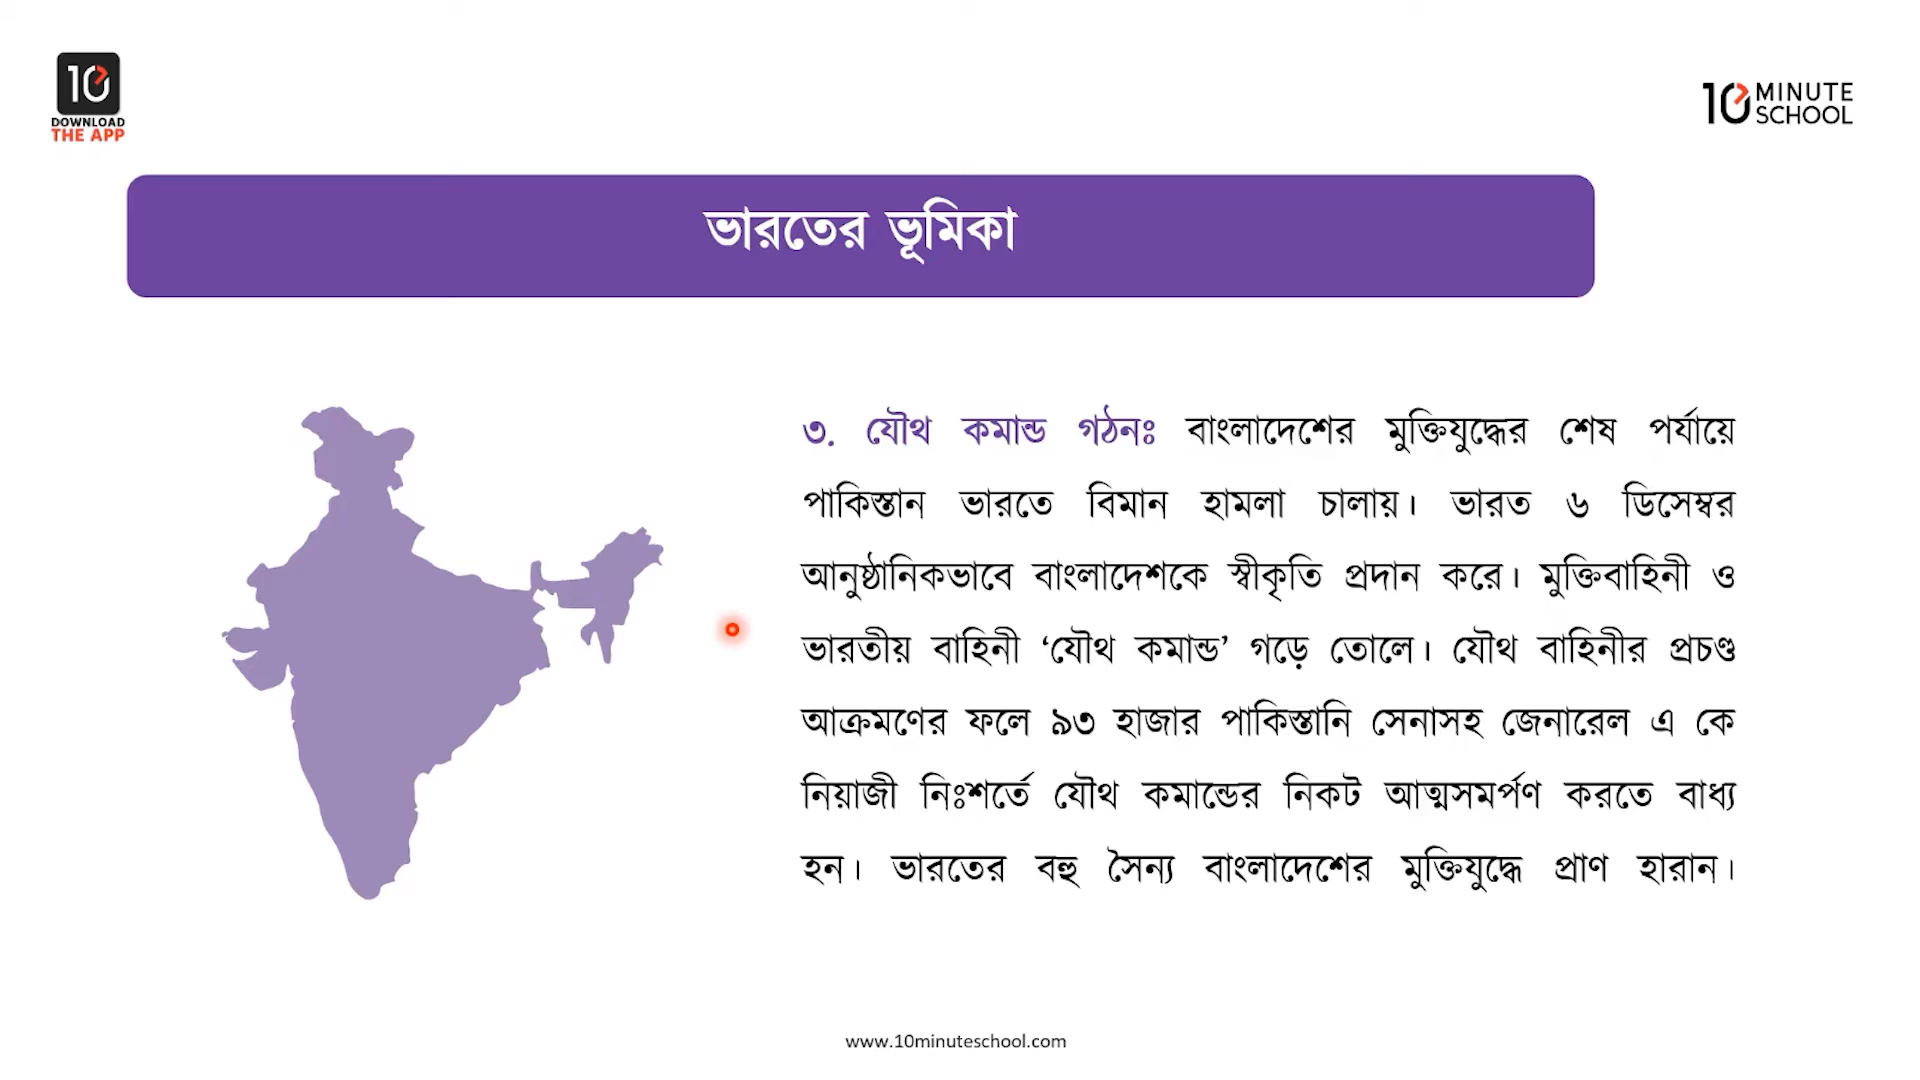 10
DOWNLOAD
THE APP
10 MINUTE
SCHOOL
ভারতের ভূমিকা
৩. যৌথ কমান্ড গঠনঃ বাংলাদেশের মুক্তিযুদ্ধের শেষ পর্যায়ে
পাকিস্তান ভারতে বিমান হামলা চালায়। ভারত ৬ ডিসেম্বর
আনুষ্ঠানিকভাবে বাংলাদেশকে স্বীকৃতি প্রদান করে। মুক্তিবাহিনী ও
ভারতীয় বাহিনী ‘যৌথ কমান্ড’ গড়ে তোলে। যৌথ বাহিনীর প্রচণ্ড
আক্রমণের ফলে ৯৩ হাজার পাকিস্তানি সেনাসহ জেনারেল এ কে
নিয়াজী নিঃশর্তে যৌথ কমান্ডের নিকট আত্মসমর্পণ করতে বাধ্য
হন। ভারতের বহু সৈন্য বাংলাদেশের মুক্তিযুদ্ধে প্রাণ হারান।
www.10minuteschool.com